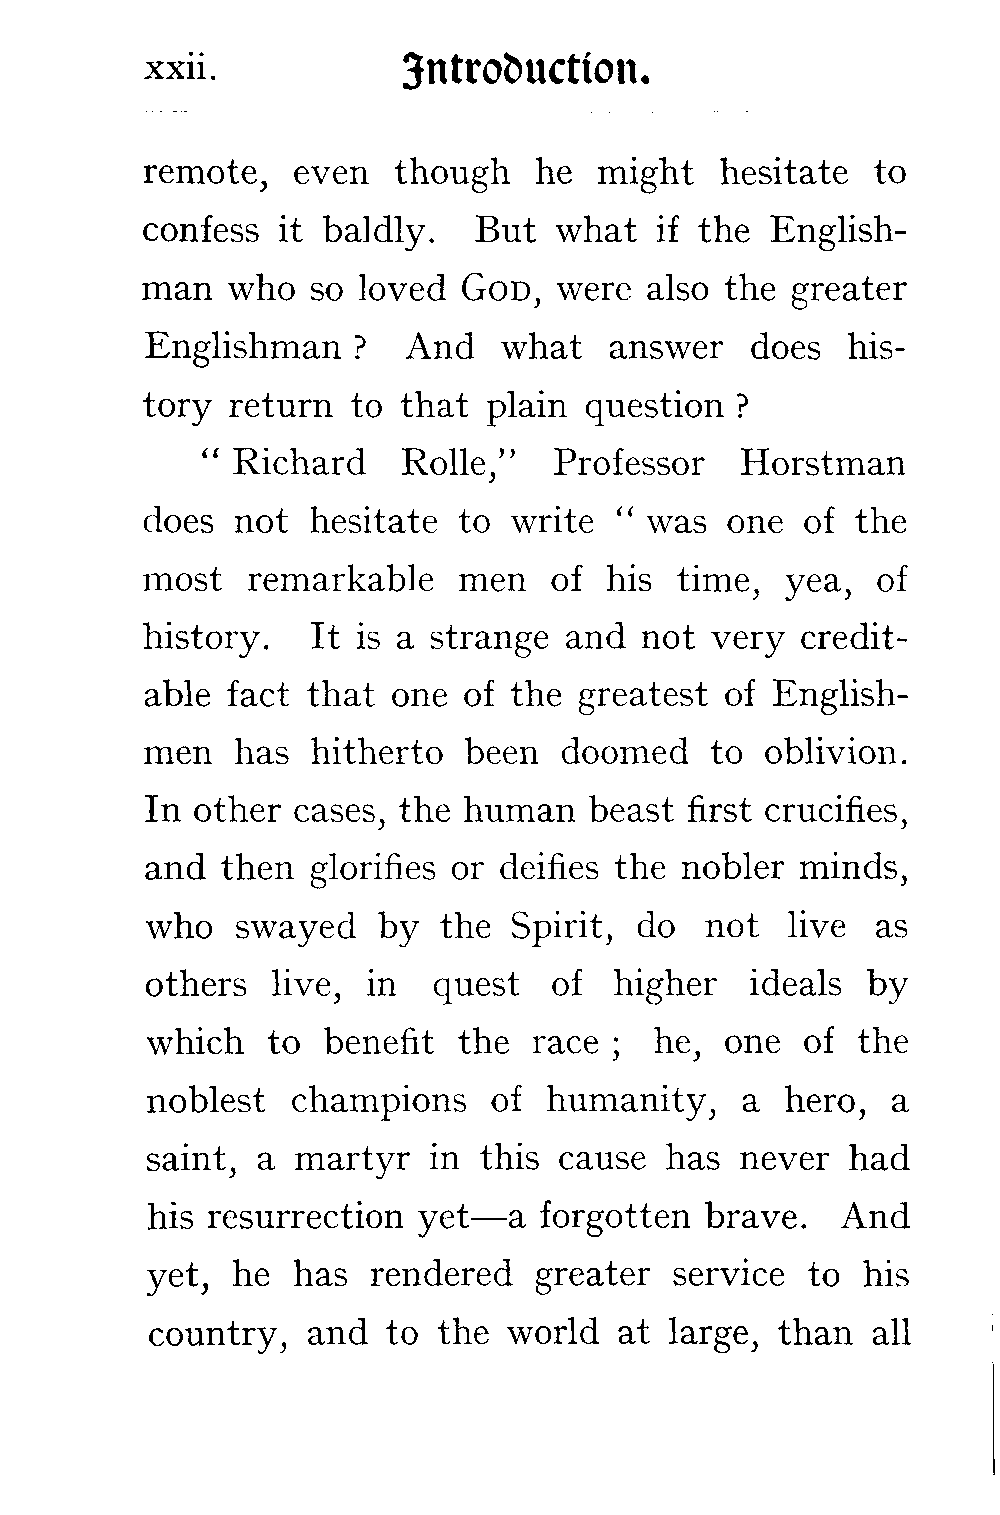 xxii. Introduction.
remote, even though he might hesitate to
confess it baldly. But what if the English-
man who so loved GOD, were also the greater
Englishman ? And what answer does his-
tory return to that plain question ?
“ Richard Rolle,” Professor Horstman
does not hesitate to write “ was one of the
most remarkable men of his time, yea, of
history. It is a strange and not very credit-
able fact that one of the greatest of English-
men has hitherto been doomed to oblivion.
In other cases, the human beast first crucifies,
and then glorifies or deifies the nobler minds,
who swayed by the Spirit, do not live as
others live, in quest of higher ideals by
which to benefit the race ; he, one of the
noblest champions of humanity, a hero, a
saint, a martyr in this cause has never had
his resurrection yet—a forgotten brave. And
yet, he has rendered greater service to his
country, and to the world at large, than all